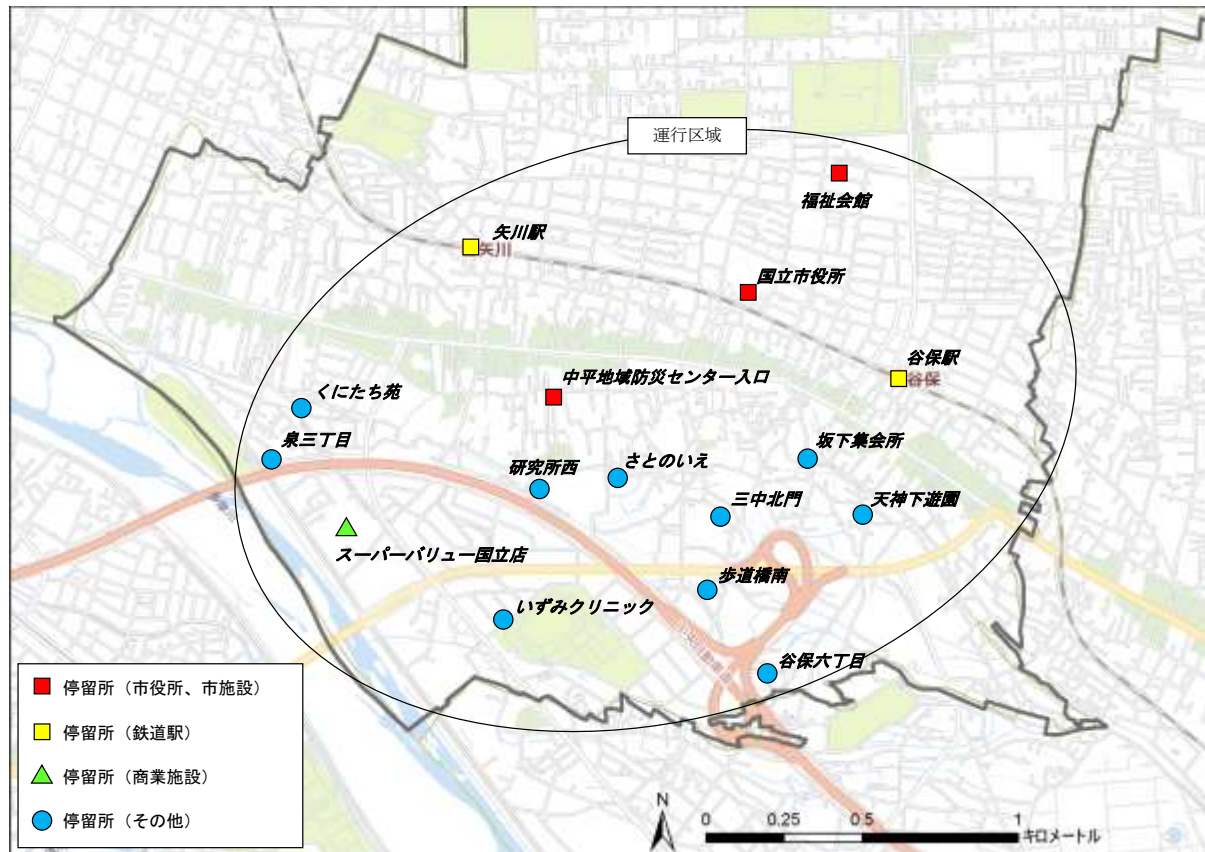 運行区域
福祉会館
矢川駅
矢川
国立市役所
谷保駅
谷保
中平地域防災センター入口
くにたち苑
泉三丁目
坂下集会所
研究所西
さとのいえ
三中北門
天神下遊園
スーパーバリュー国立店
歩道橋南
いずみクリニック
谷保六丁目
停留所（市役所、市施設）
停留所（鉄道駅）
停留所（商業施設）
停留所（その他）
N
0 0.25 0.5 1
キロメートル